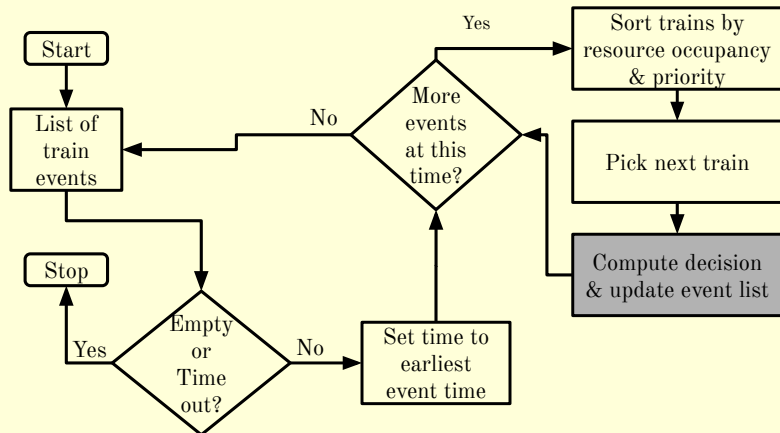 Start
List of
train
events
Stop
Empty
or
Time
out?
Yes
No
Set time to
earliest
event time
More
events
at this
time?
No
Yes
Sort trains by
resource occupancy
& priority
Pick next train
Compute decision
& update event list